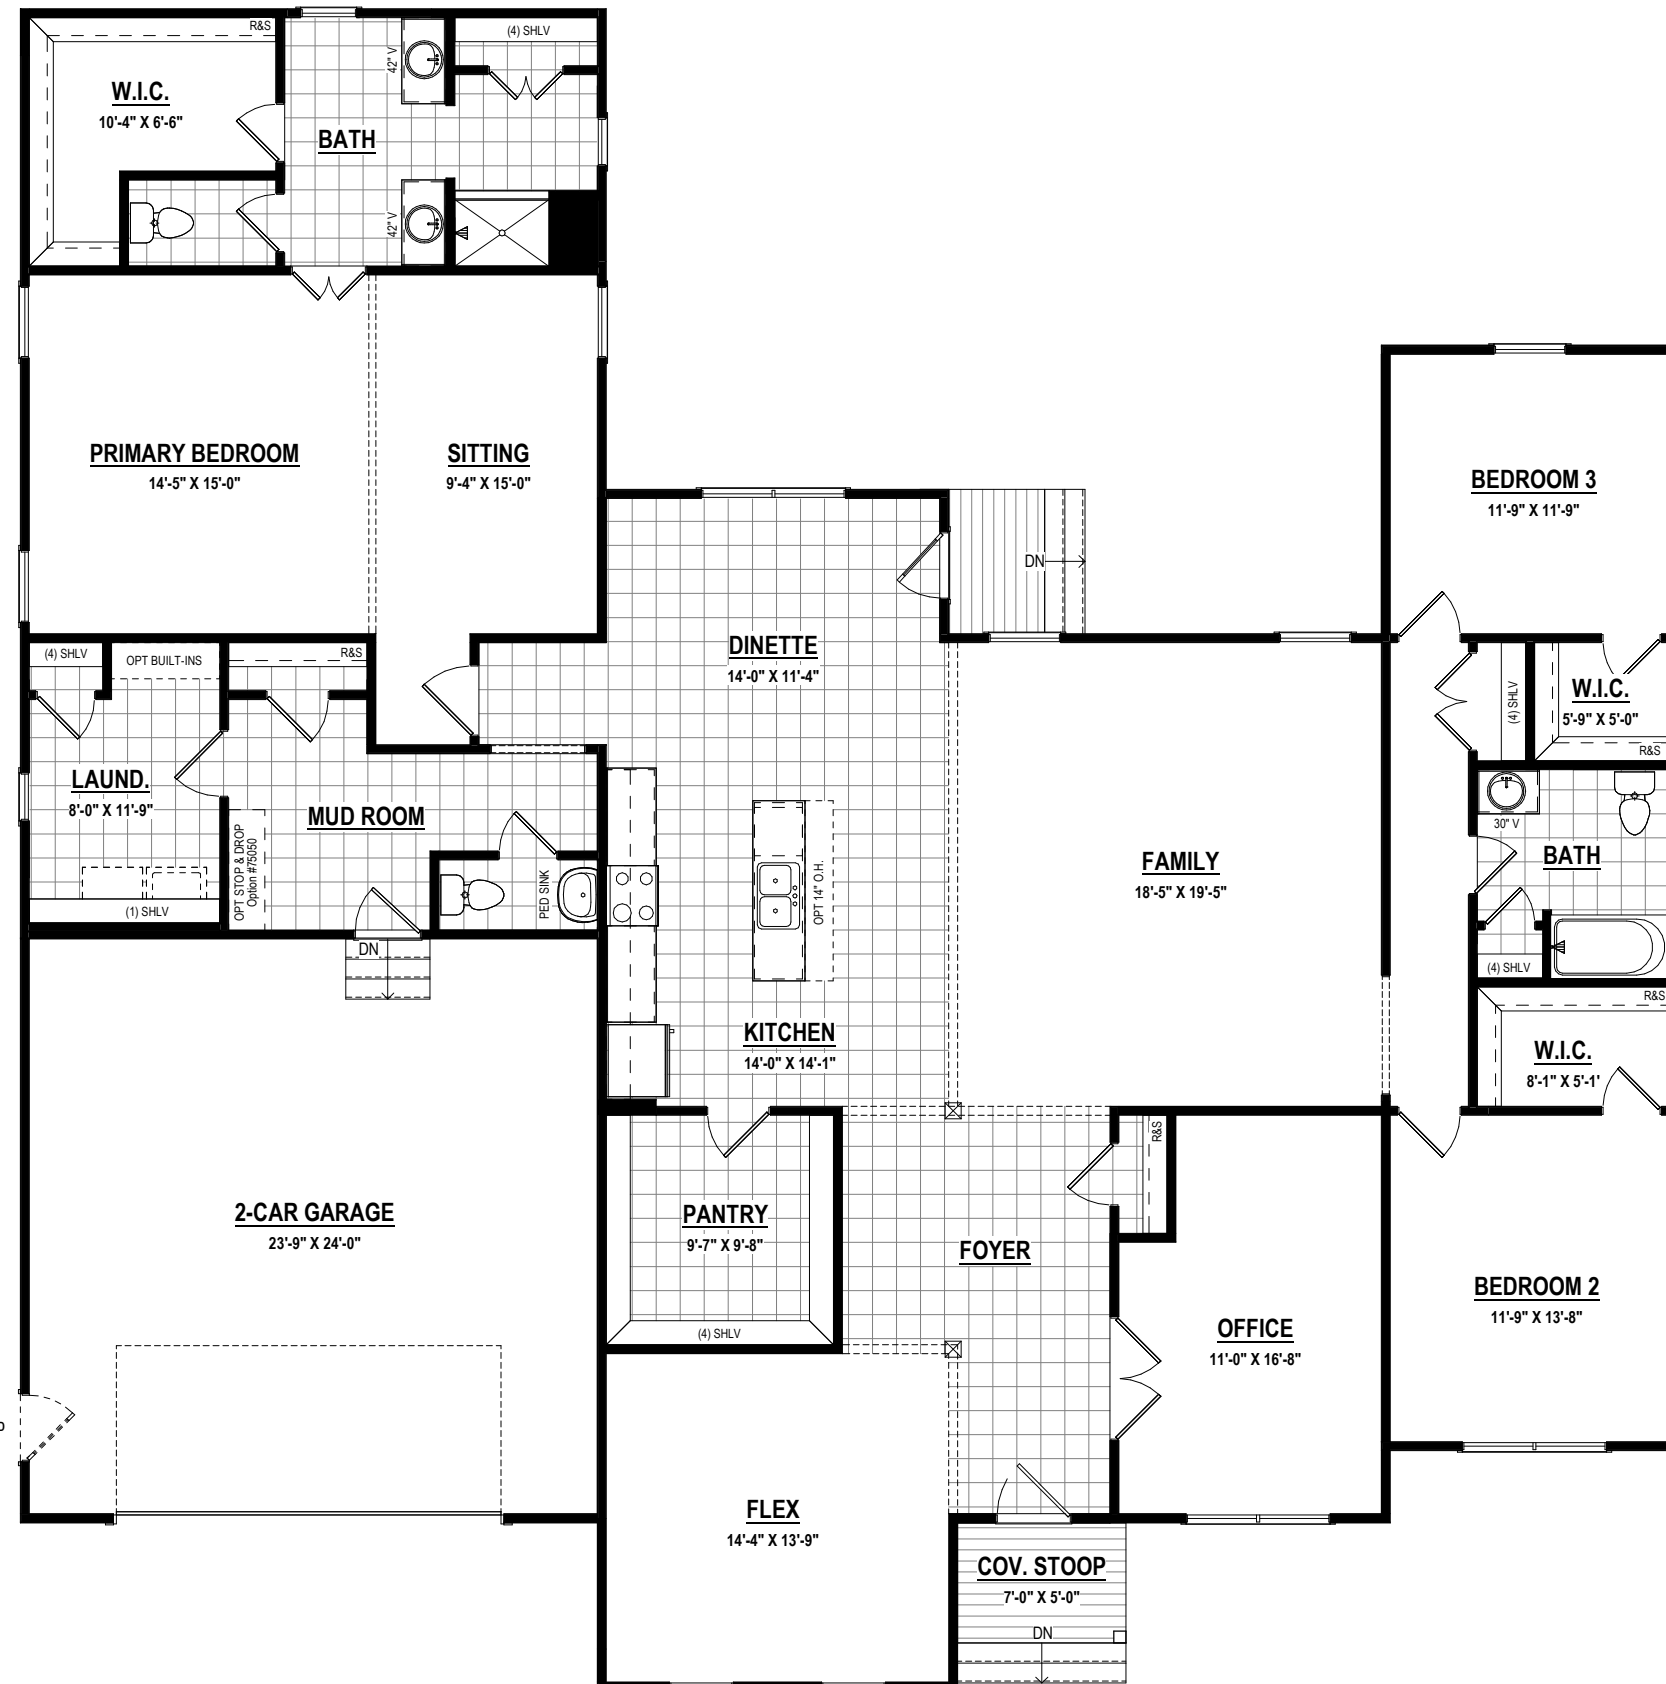 R&S
(4) SHLV
W.I.C.
10'-4" X 6'-6"
42" V
BATH
42" V
PRIMARY BEDROOM
14'-5" X 15'-0"
SITTING
9'-4" X 15'-0"
BEDROOM 3
11'-9" X 11'-9"
DN
(4) SHLV
OPT BUILT-INS
R&S
DINETTE
14'-0" X 11'-4"
(4) SHLV
W.I.C.
5'-9" X 5'-0"
R&S
LAUND.
8'-0" X 11'-9"
MUD ROOM
OPT STOP & DROP
Option #75050
PED SINK
(1) SHLV
OPT 14" O.H.
FAMILY
18'-5" X 19'-5"
30" V
BATH
(4) SHLV
DN
KITCHEN
14'-0" X 14'-1"
R&S
W.I.C.
8'-1" X 5'-1'
R&S
2-CAR GARAGE
23'-9" X 24'-0"
PANTRY
9'-7" X 9'-8"
(4) SHLV
FOYER
OFFICE
11'-0" X 16'-8"
BEDROOM 2
11'-9" X 13'-8"
FLEX
14'-4" X 13'-9"
COV. STOOP
7'-0" X 5'-0"
DN